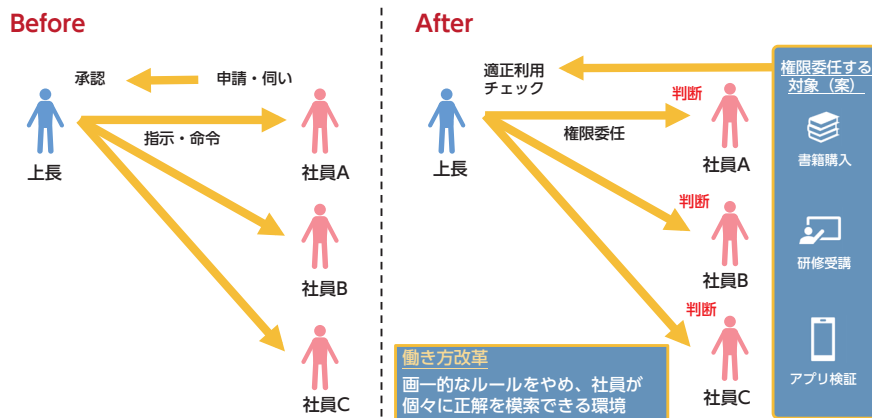 Before
承認
申請・伺い
指示・命令
上長
社員A
社員B
社員C
After
適正利用
チェック
権限委任
上長
判断
社員A
判断
社員B
判断
社員C
権限委任する
対象（案）
書籍購入
研修受講
アプリ検証
働き方改革
画一的なルールをやめ、社員が
個々に正解を模索できる環境